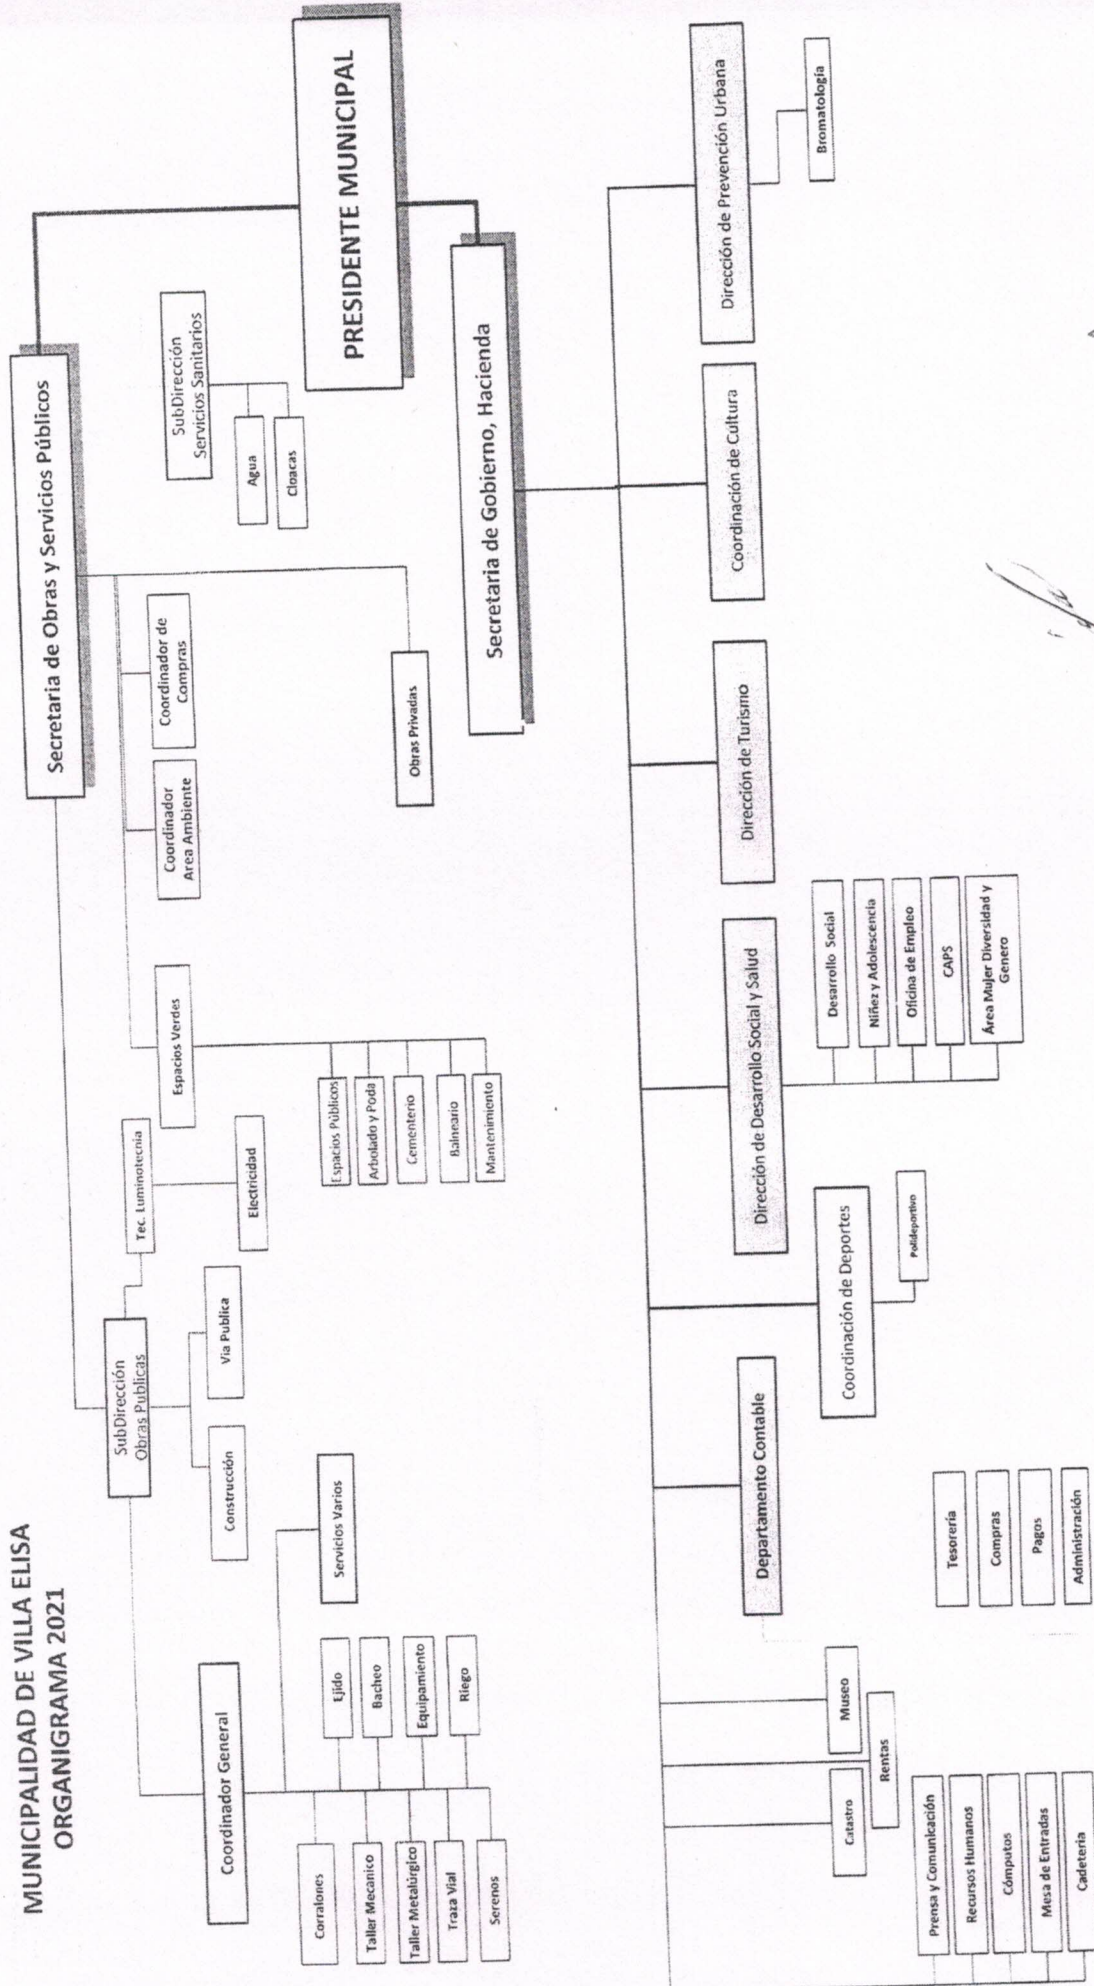 MUNICIPALIDAD DE VILLA ELISA
ORGANIGRAMA 2021
PRESIDENTE MUNICIPAL
Secretaria de Obras y Servicios Públicos
SubDirección
Obras Publicas
Coordinador General
Corralones
Taller Mecanico
Taller Metalúrgico
Traza Vial
Serenos
Ejido
Bacheo
Equipamiento
Riego
Servicios Varios
Construcción
Via Publica
Tec. Luminotecnia
Electricidad
Espacios Verdes
Espacios Públicos
Arbolado y Poda
Cementerio
Balneario
Mantenimiento
Coordinador
Area Ambiente
Coordinador de
Compras
Obras Privadas
SubDirección
Servicios Sanitarios
Agua
Cloacas
Secretaria de Gobierno, Hacienda
Prensa y Comunicación
Recursos Humanos
Cómputos
Mesa de Entradas
Cadeteria
Catastro
Rentas
Museo
Departamento Contable
Tesorería
Compras
Pagos
Administración
Coordinación de Deportes
Polideportivo
Dirección de Desarrollo Social y Salud
Desarrollo Social
Niñez y Adolescencia
Oficina de Empleo
CAPS
Área Mujer Diversidad y
Genero
Dirección de Turismo
Coordinación de Cultura
Dirección de Prevención Urbana
Bromatología